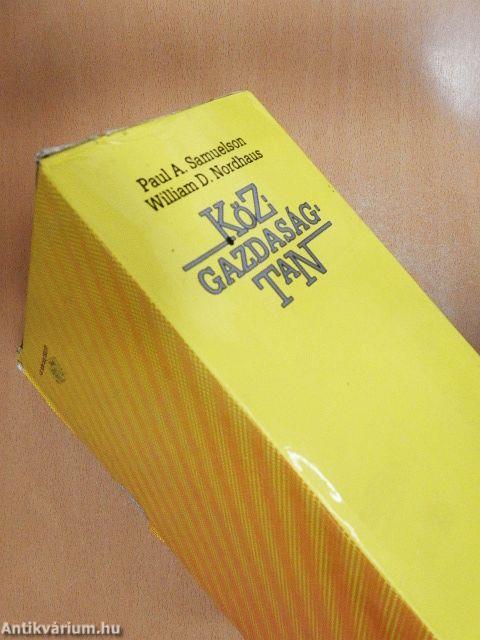 Paul A. Samuelson
William D. Nordhaus
KöZ:
GAZDASÁG:
TaN
Antikvárium.hu